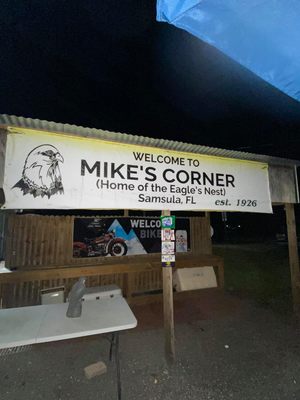 WELCOME TO
MIKE'S CORNER
(Home of the Eagle's Nest)
Samsula, FL
est. 1926
WELCO
BIKE